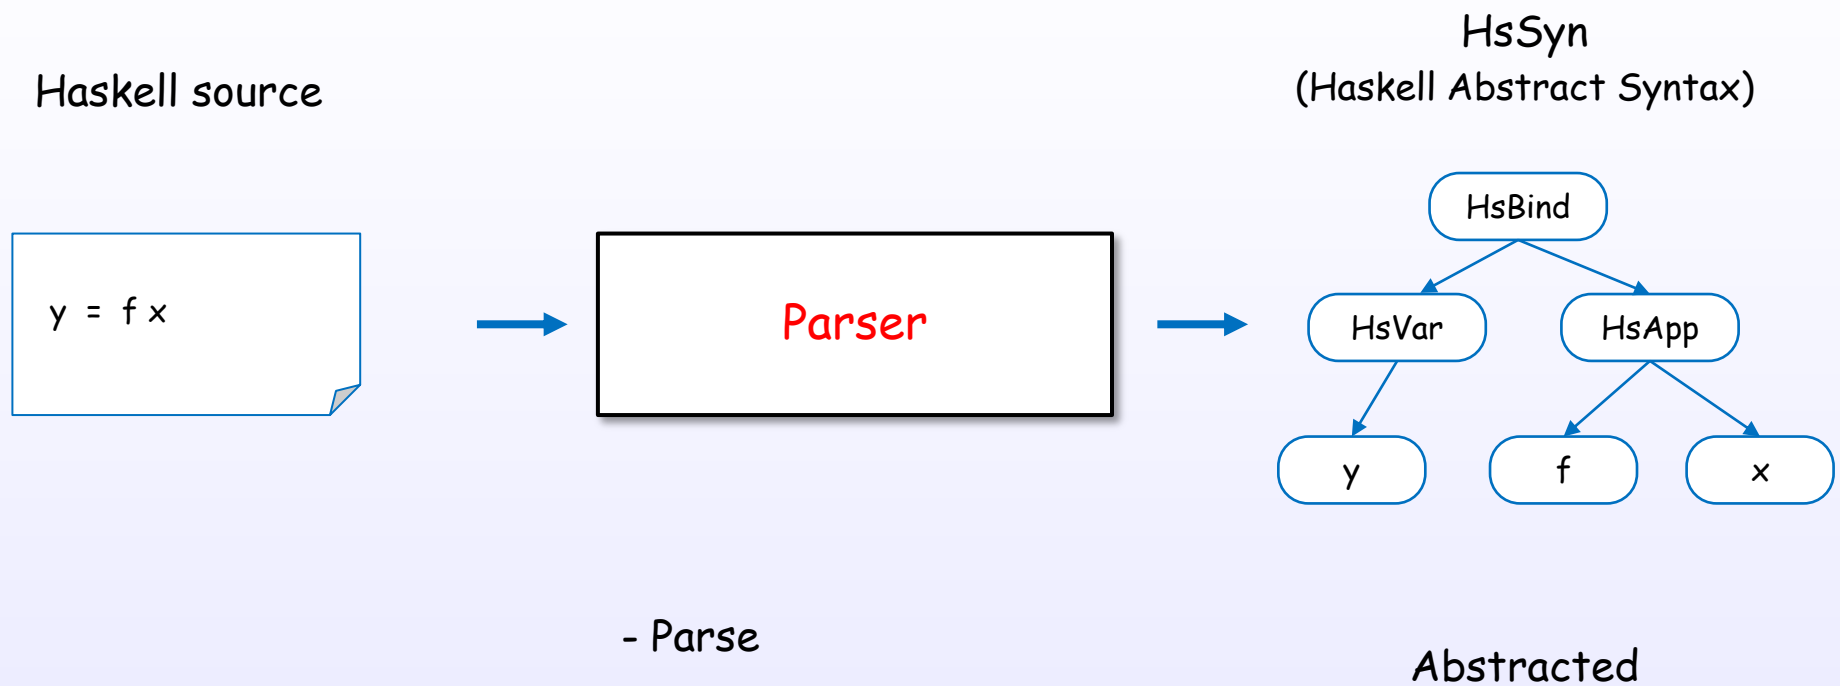 Haskell source
HsSyn
(Haskell Abstract Syntax)
y = f x
Parser
HsBind
HsVar
HsApp
y
f
x
- Parse
Abstracted